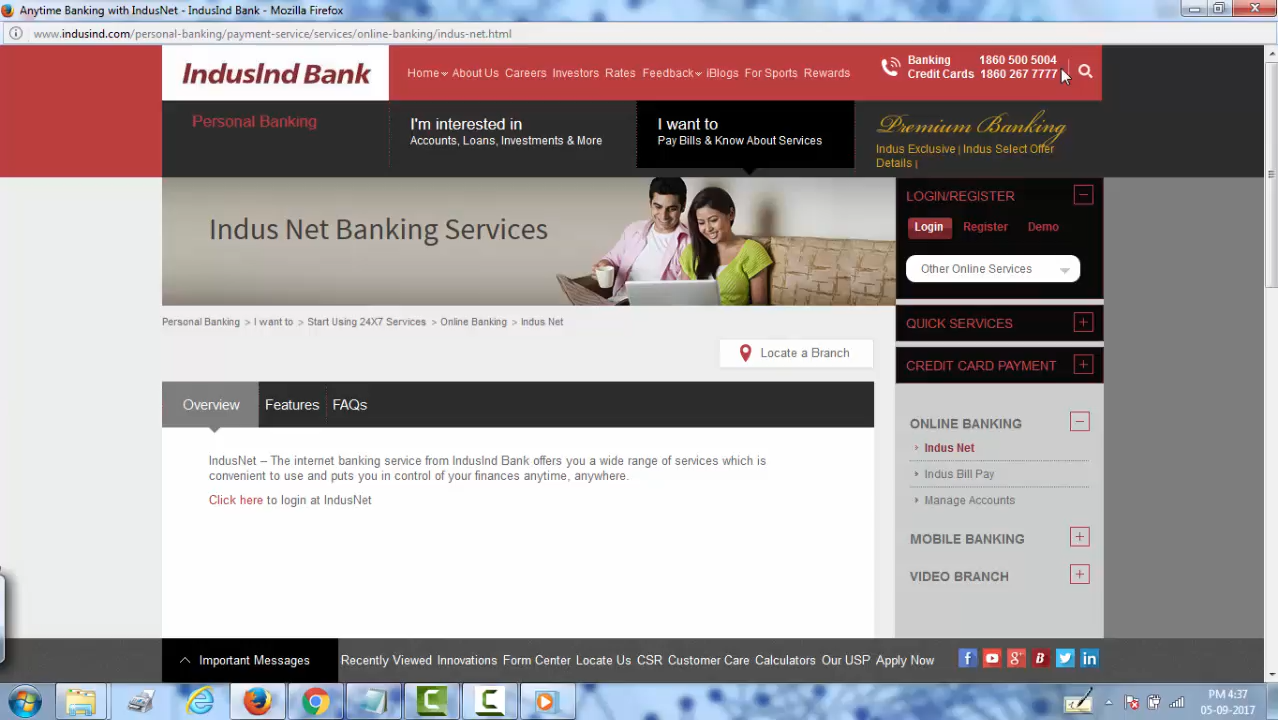 Anytime Banking with IndusNet - IndusInd Bank - Mozilla Firefox
www.indusind.com/personal-banking/payment-service/services/online-banking/indus-net.html
IndusInd Bank
Home About Us Careers Investors Rates Feedback iBlogs For Sports Rewards
Banking 1860 500 5004
Credit Cards 1860 267 7777
Personal Banking
I'm interested in
Accounts, Loans, Investments & More
I want to
Pay Bills & Know About Services
Premium Banking
Indus Exclusive | Indus Select Offer
Details |
Indus Net Banking Services
LOGIN/REGISTER
Login Register Demo
Other Online Services
QUICK SERVICES
CREDIT CARD PAYMENT
Personal Banking > I want to > Start Using 24X7 Services > Online Banking > Indus Net
Locate a Branch
Overview Features FAQs
IndusNet – The internet banking service from IndusInd Bank offers you a wide range of services which is
convenient to use and puts you in control of your finances anytime, anywhere.
Click here to login at IndusNet
ONLINE BANKING
Indus Net
Indus Bill Pay
Manage Accounts
MOBILE BANKING
VIDEO BRANCH
Important Messages Recently Viewed Innovations Form Center Locate Us CSR Customer Care Calculators Our USP Apply Now
PM 4:37
05-09-2017